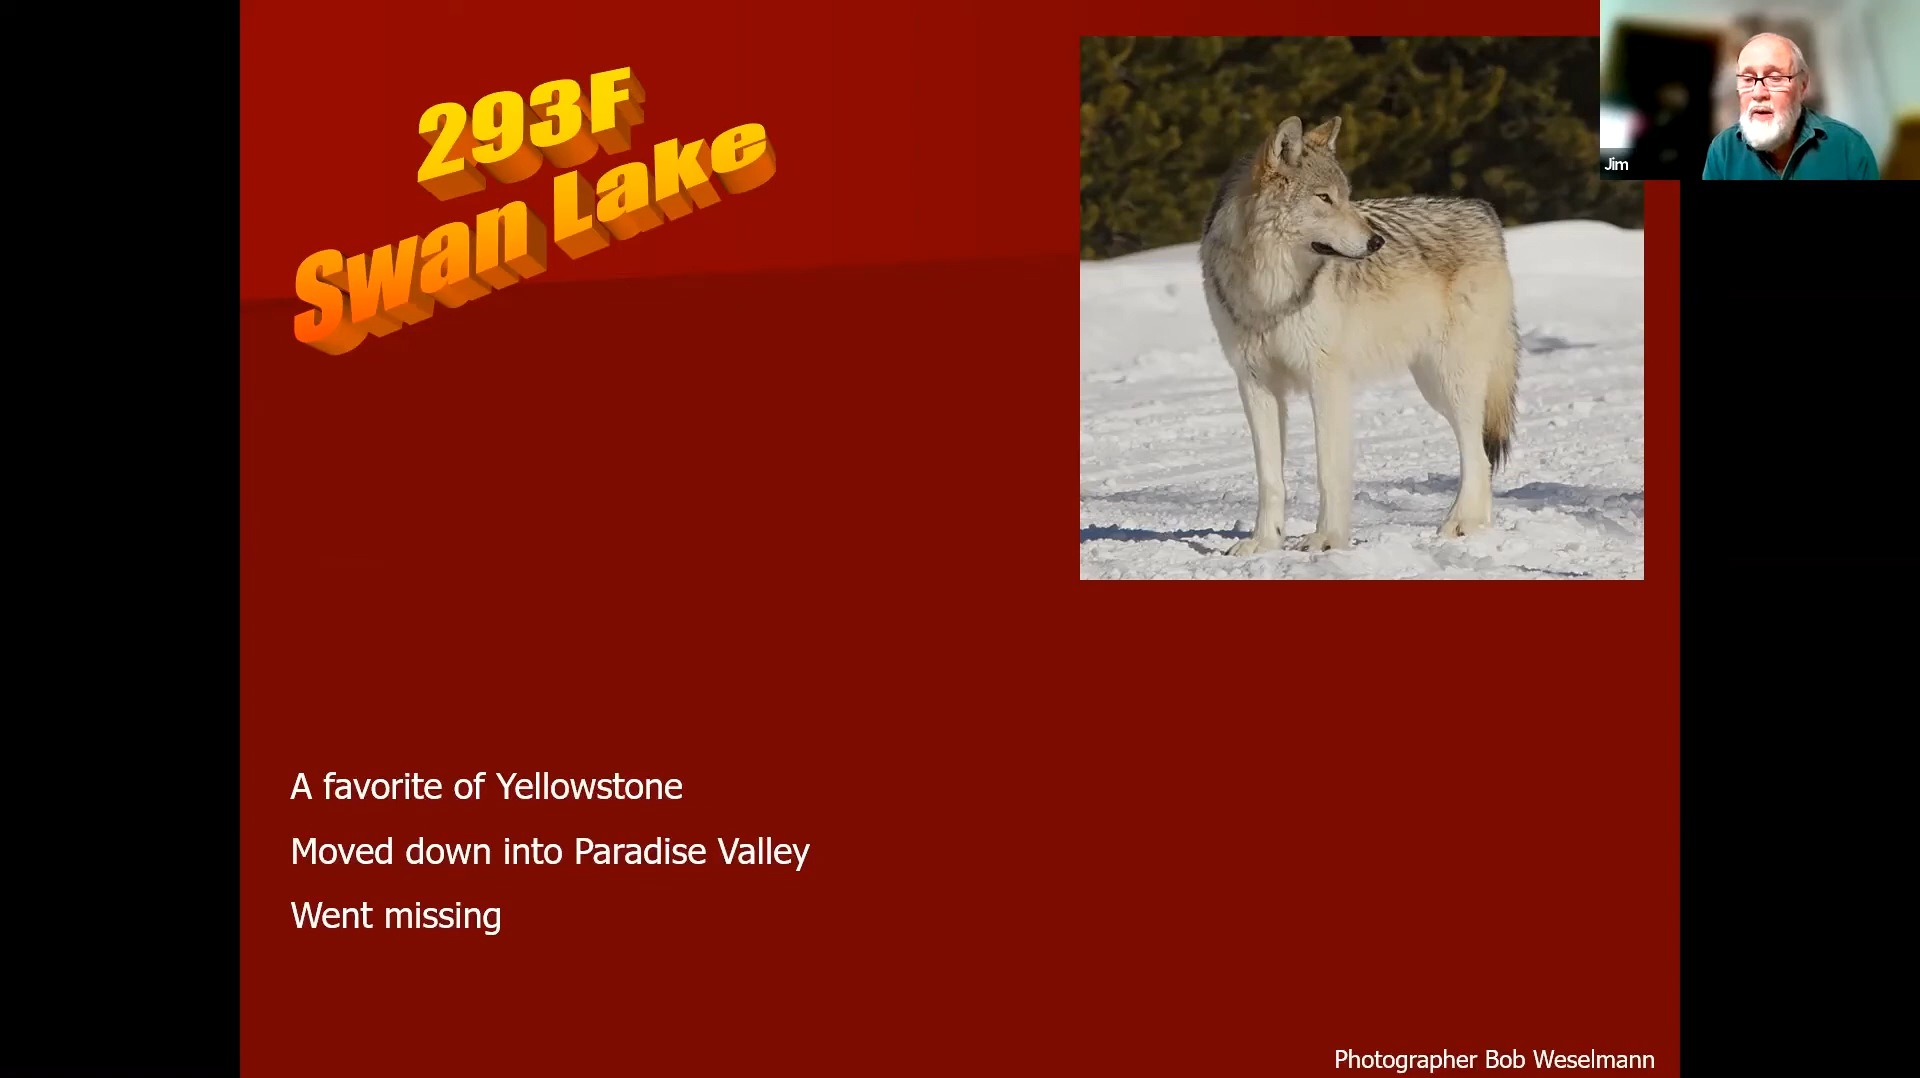 293F
Swan Lake
Jim
A favorite of Yellowstone
Moved down into Paradise Valley
Went missing
Photographer Bob Weselmann